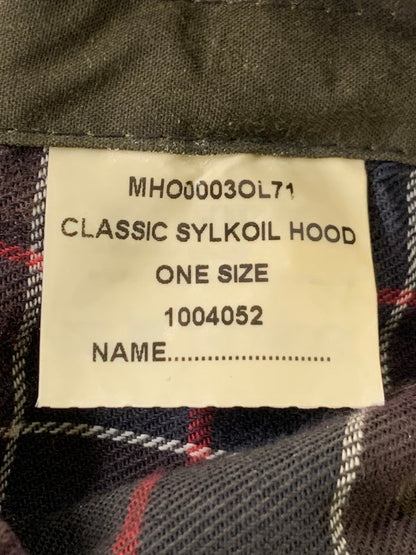 MHO0003OL71
CLASSIC SYLKOIL HOOD
ONE SIZE
1004052
NAME..........................